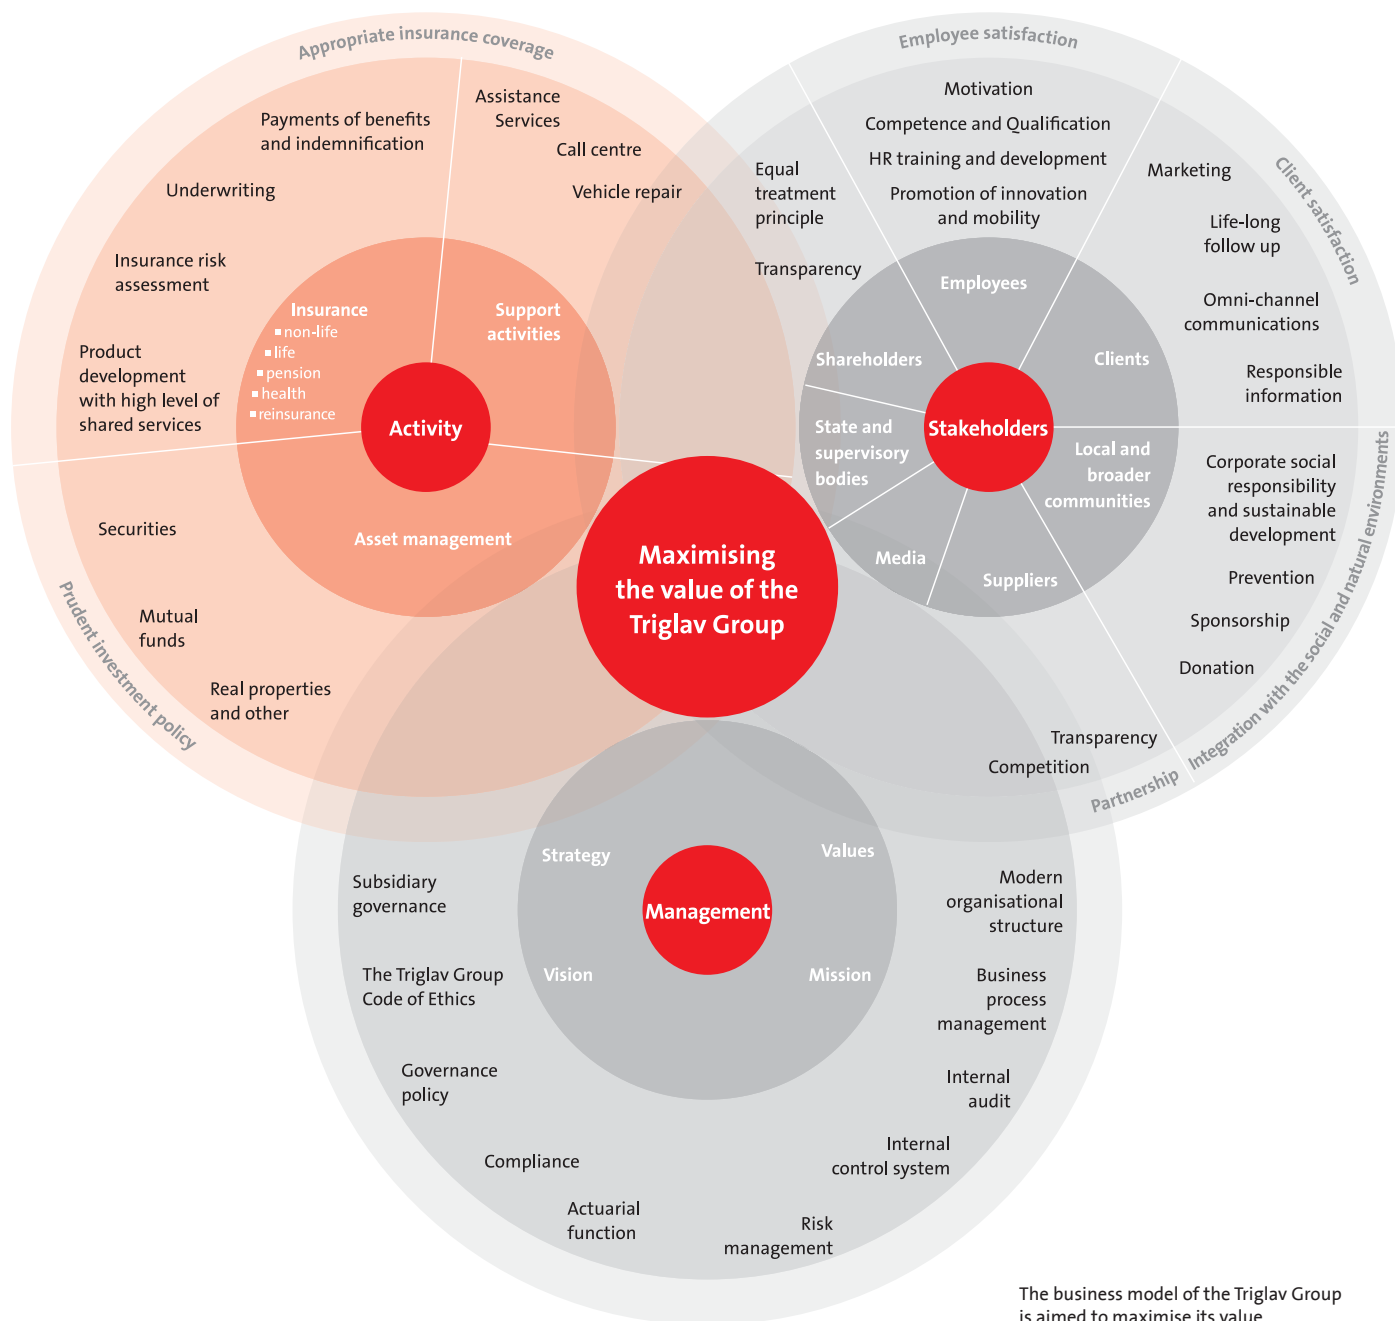 Appropriate insurance coverage
Payments of benefits
and indemnification
Underwriting
Insurance risk
assessment
Product
development
with high level of
shared services
Assistance
Services
Call centre
Vehicle repair
Insurance
non-life
life
pension
health
reinsurance
Support
activities
Activity
Asset management
Securities
Mutual
funds
Real properties
and other
Prudent investment policy
Employee satisfaction
Motivation
Competence and Qualification
HR training and development
Promotion of innovation
and mobility
Equal
treatment
principle
Transparency
Client satisfaction
Marketing
Life-long
follow up
Omni-channel
communications
Responsible
information
Employees
Shareholders
Clients
State and
supervisory
bodies
Stakeholders
Local and
broader
communities
Media
Suppliers
Corporate social
responsibility
and sustainable
development
Prevention
Sponsorship
Donation
Integration with the social and natural environments
Transparency
Competition
Partnership
Maximising
the value of the
Triglav Group
Strategy
Values
Management
Vision
Mission
Subsidiary
governance
The Triglav Group
Code of Ethics
Governance
policy
Compliance
Actuarial
function
Risk
management
Internal
control system
Internal
audit
Business
process
management
Modern
organisational
structure
The business model of the Triglav Group
is aimed to maximise its value